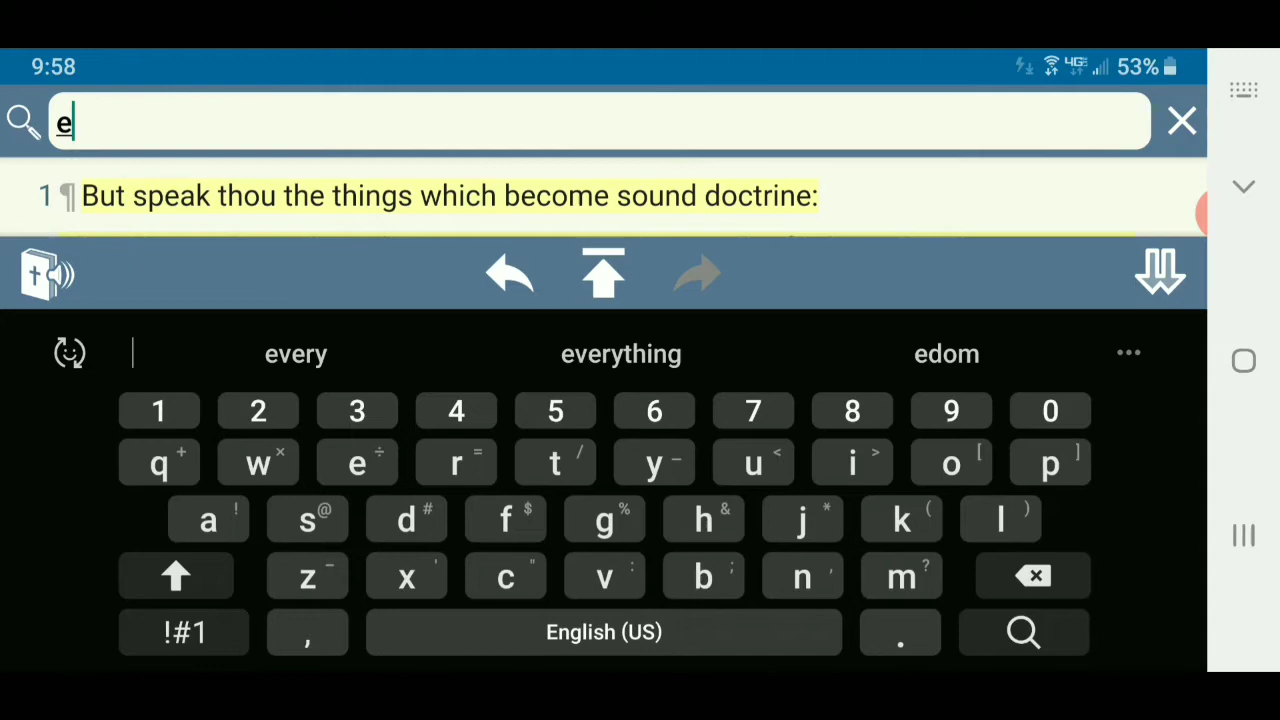 9:58 4GE 53%
e
1 ¶ But speak thou the things which become sound doctrine:
every everything edom •••
1 2 3 4 5 6 7 8 9 0
q + w × e ÷ r = t / y _ u < i > o [ p ]
a ! s @ d # f $ g % h & j * k ( l )
z - x ' c " v : b ; n , m ?
!#1 , English (US) .